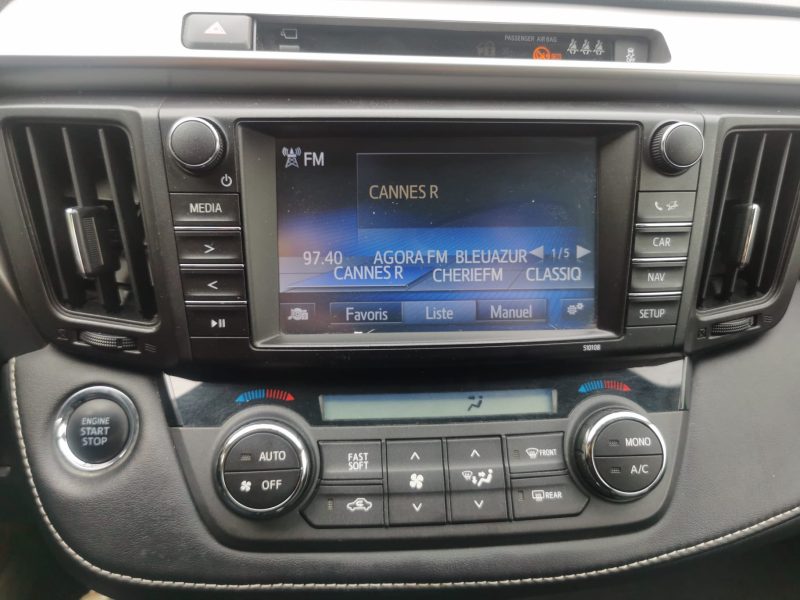 PASSENGER AIR BAG
FM
CANNES R
97.40 AGORA FM BLEUAZUR 1/5
CANNES R CHERIEFM CLASSIQ
Favoris Liste Manuel
MEDIA
>
<
CAR
NAV
SETUP
510108
ENGINE
START
STOP
AUTO
OFF
FAST
SOFT
FRONT
REAR
MONO
A/C